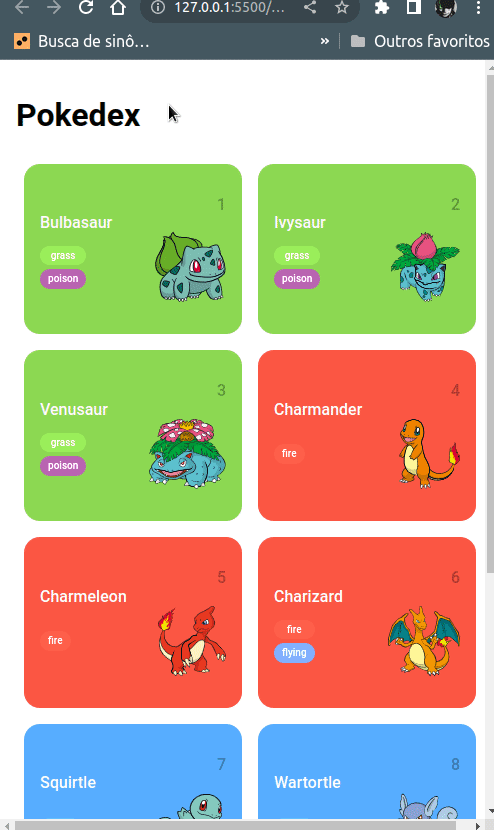 127.0.0.1:5500/...
Busca de sinô...
»
Outros favoritos
Pokedex
1
Bulbasaur
grass
poison
2
Ivysaur
grass
poison
3
Venusaur
grass
poison
4
Charmander
fire
5
Charmeleon
fire
6
Charizard
fire
flying
7
Squirtle
8
Wartortle